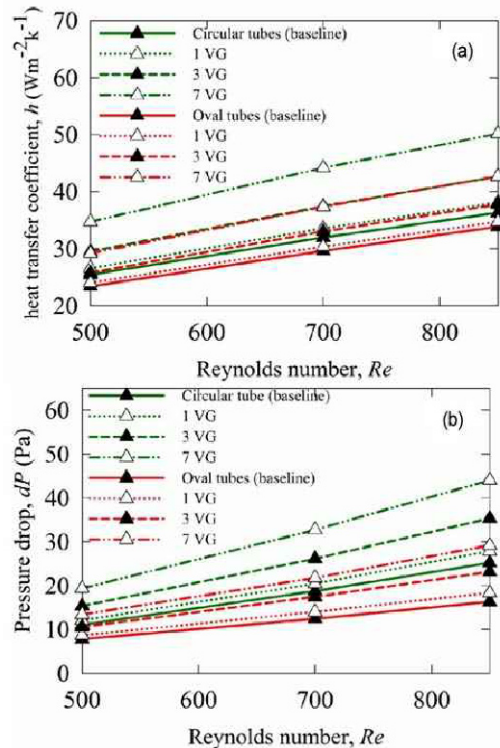 heat transfer coefficient, h (Wm-2k-1)
70
60
50
40
30
20
Circular tubes (baseline)
1 VG
3 VG
7 VG
Oval tubes (baseline)
1 VG
3 VG
7 VG
(a)
500 600 700 800
Reynolds number, Re
Pressure drop, dP (Pa)
60
50
40
30
20
10
0
Circular tube (baseline)
1 VG
3 VG
7 VG
Oval tubes (baseline)
1 VG
3 VG
7 VG
(b)
500 600 700 800
Reynolds number, Re